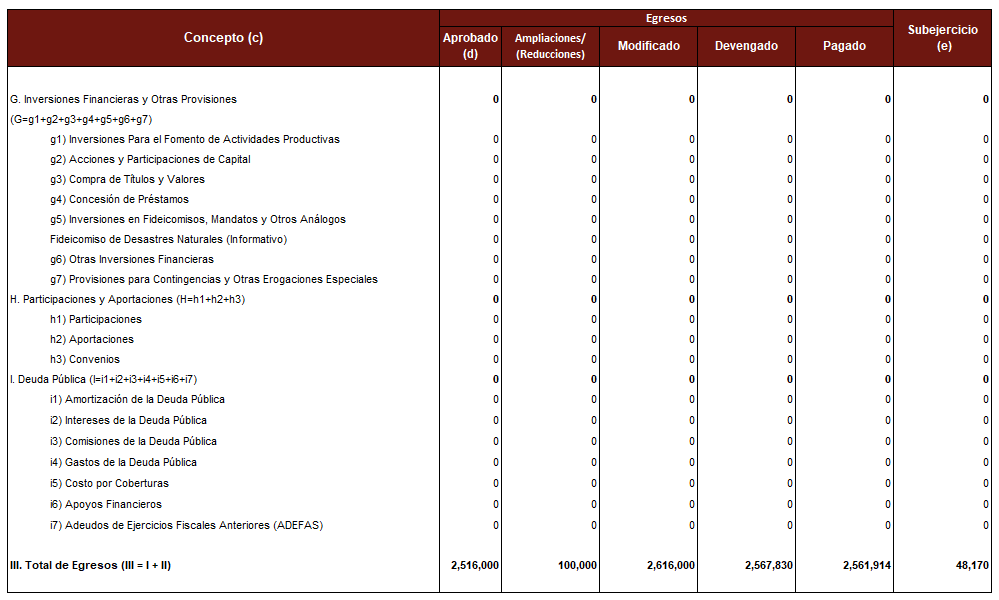 Concepto (c) Egresos Subejercicio (e)
Aprobado (d) Ampliaciones/ (Reducciones) Modificado Devengado Pagado
G. Inversiones Financieras y Otras Provisiones 0 0 0 0 0 0
(G=g1+g2+g3+g4+g5+g6+g7)
g1) Inversiones Para el Fomento de Actividades Productivas 0 0 0 0 0 0
g2) Acciones y Participaciones de Capital 0 0 0 0 0 0
g3) Compra de Títulos y Valores 0 0 0 0 0 0
g4) Concesión de Préstamos 0 0 0 0 0 0
g5) Inversiones en Fideicomisos, Mandatos y Otros Análogos 0 0 0 0 0 0
Fideicomiso de Desastres Naturales (Informativo) 0 0 0 0 0 0
g6) Otras Inversiones Financieras 0 0 0 0 0 0
g7) Provisiones para Contingencias y Otras Erogaciones Especiales 0 0 0 0 0 0
H. Participaciones y Aportaciones (H=h1+h2+h3) 0 0 0 0 0 0
h1) Participaciones 0 0 0 0 0 0
h2) Aportaciones 0 0 0 0 0 0
h3) Convenios 0 0 0 0 0 0
I. Deuda Pública (I=i1+i2+i3+i4+i5+i6+i7) 0 0 0 0 0 0
i1) Amortización de la Deuda Pública 0 0 0 0 0 0
i2) Intereses de la Deuda Pública 0 0 0 0 0 0
i3) Comisiones de la Deuda Pública 0 0 0 0 0 0
i4) Gastos de la Deuda Pública 0 0 0 0 0 0
i5) Costo por Coberturas 0 0 0 0 0 0
i6) Apoyos Financieros 0 0 0 0 0 0
i7) Adeudos de Ejercicios Fiscales Anteriores (ADEFAS) 0 0 0 0 0 0
III. Total de Egresos (III = I + II) 2,516,000 100,000 2,616,000 2,567,830 2,561,914 48,170